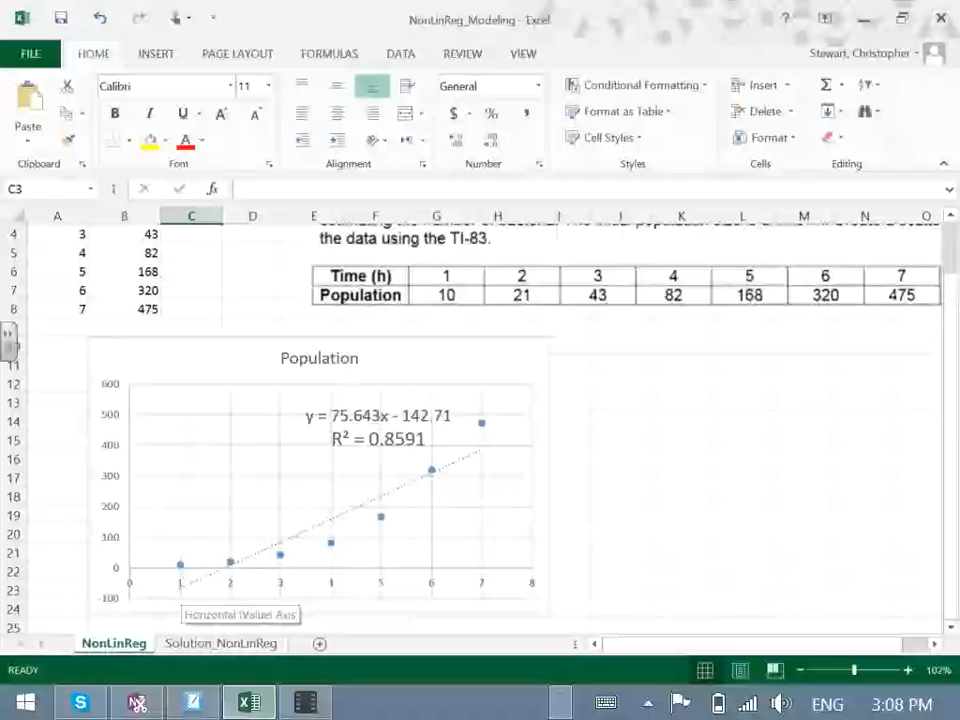 NonLinReg_Modeling - Excel
FILE HOME INSERT PAGE LAYOUT FORMULAS DATA REVIEW VIEW Stewart, Christopher
Calibri 11 General Conditional Formatting Insert
Paste B I U A A $ % , Format as Table Delete
Cell Styles Format
Clipboard Font Alignment Number Styles Cells Editing
C3 fx
A B C D E F G H I J K L M N O
4 3 43
the data using the TI-83.
5 4 82
6 5 168 Time (h) 1 2 3 4 5 6 7
7 6 320 Population 10 21 43 82 168 320 475
8 7 475
11
12
13
14
15
16
17
18
19
20
21
22
23
24
25
Population
600
500
400
300
200
100
0
-100
y = 75.643x - 142.71
R² = 0.8591
0 1 2 3 4 5 6 7 8
Horizontal (Value) Axis
NonLinReg Solution_NonLinReg
READY 102%
ENG 3:08 PM